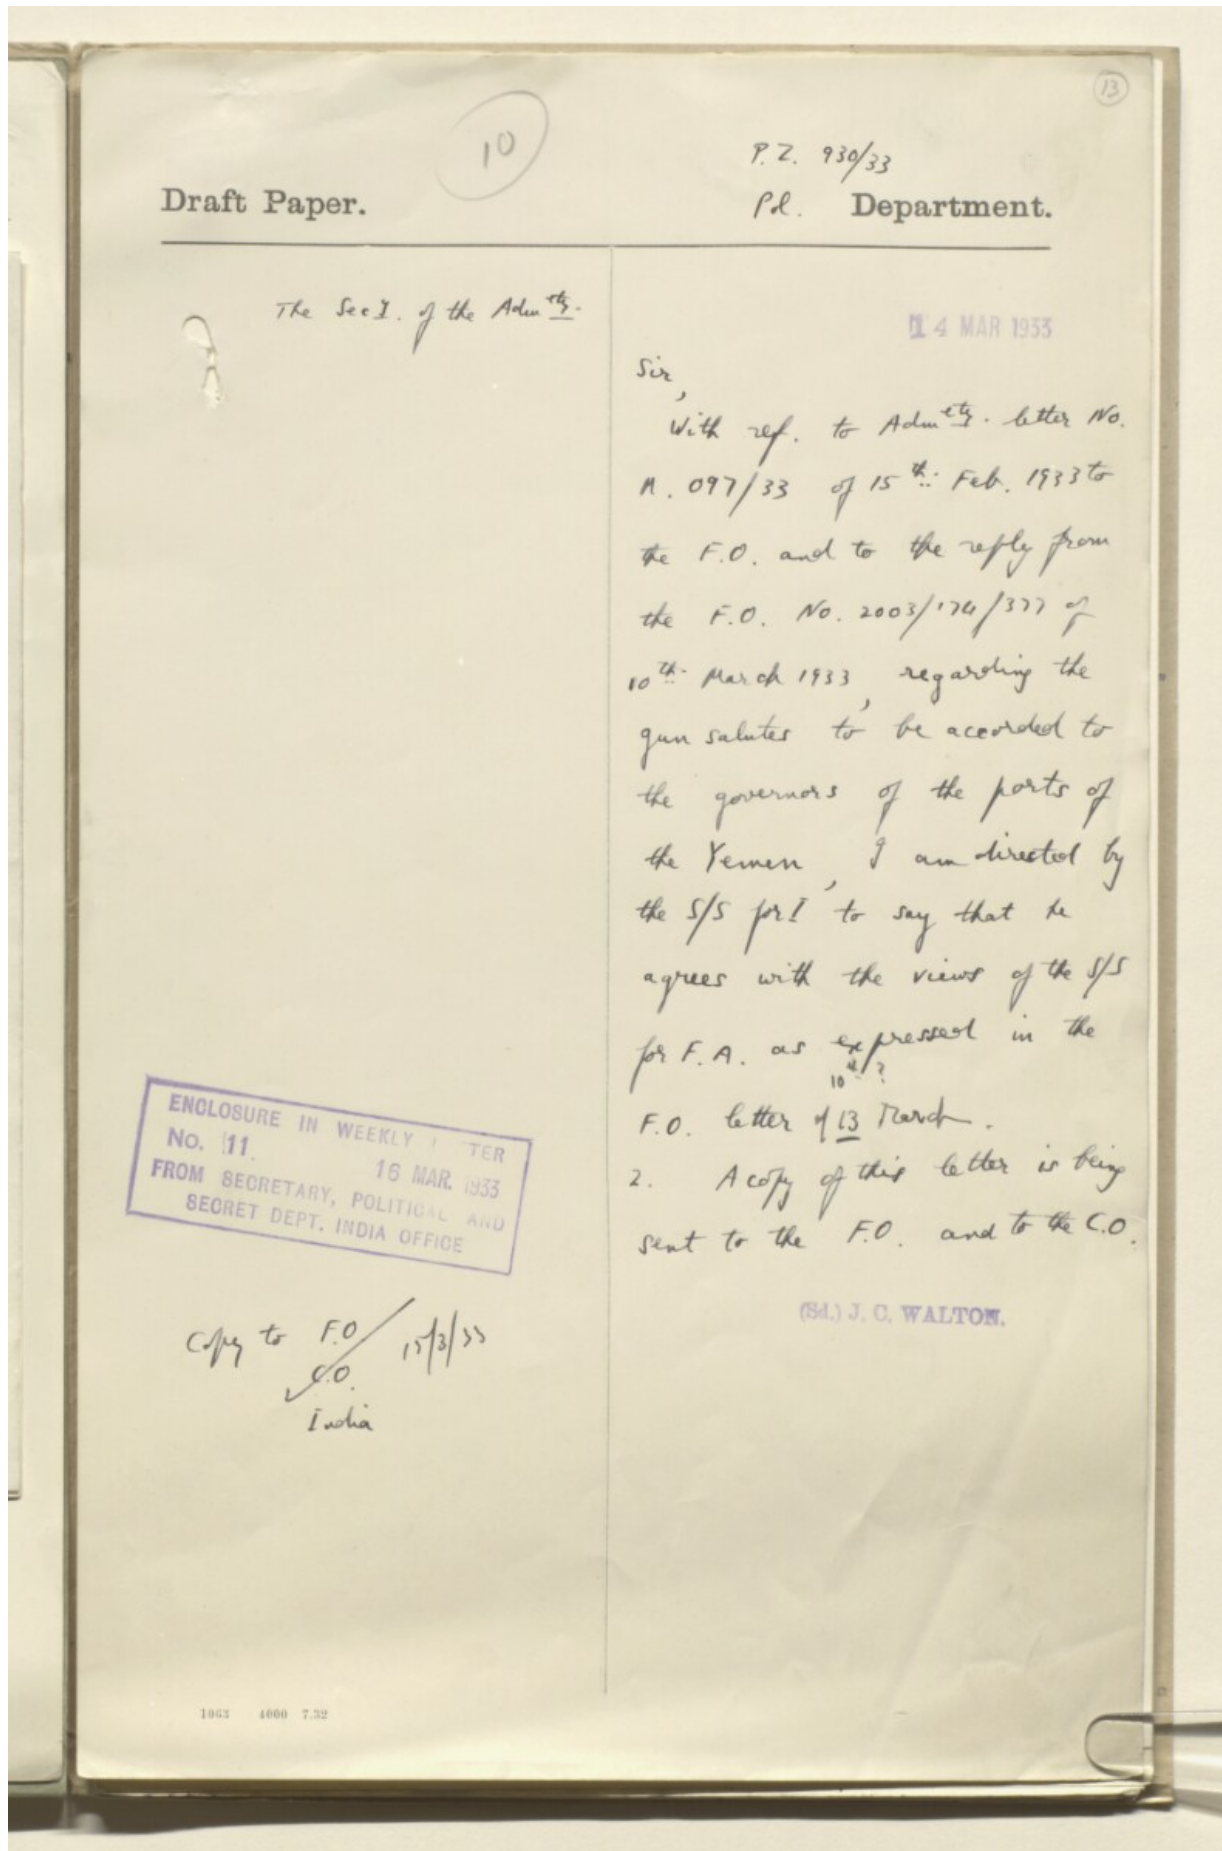 13
10
P.Z. 930/33
Draft Paper.
Pol. Department.
The Secy. of the Admety.
14 MAR 1933
Sir,
With ref. to Admety. letter No.
M. 097/33 of 15th. Feb. 1933 to
the F.O. and to the reply from
the F.O. No. 2003/174/377 of
10th. March 1933, regarding the
gun salutes to be accorded to
the governors of the ports of
the Yemen, I am directed by
the S/S for I to say that he
agrees with the views of the S/S
for F.A. as expressed in the
10th ?
F.O. letter of 13 March.
2. A copy of this letter is being
sent to the F.O. and to the C.O.
(Sd.) J. C. WALTON.
ENCLOSURE IN WEEKLY L TER
No. 11. 16 MAR. 1933
FROM SECRETARY, POLITICAL AND
SECRET DEPT. INDIA OFFICE
Copy to F.O. 15/3/33
C.O.
India
1063 4000 7.32